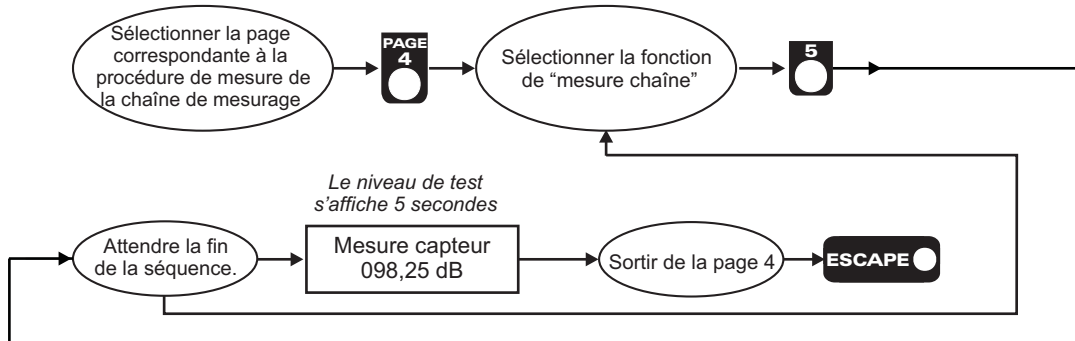 Sélectionner la page
correspondante à la
procédure de mesure de
la chaîne de mesurage
PAGE
4
Sélectionner la fonction
de “mesure chaîne”
5
Attendre la fin
de la séquence.
Le niveau de test
s’affiche 5 secondes
Mesure capteur
098,25 dB
Sortir de la page 4
ESCAPE